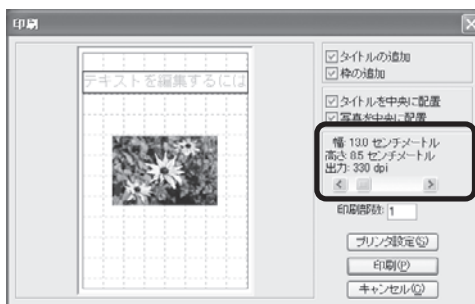 印刷
テキストを編集するには
タイトルの追加
枠の追加
タイトルを中央に配置
写真を中央に配置
幅: 13.0 センチメートル
高さ: 8.5 センチメートル
出力: 330 dpi
印刷部数: 1
プリンタ設定(S)
印刷(P)
キャンセル(C)